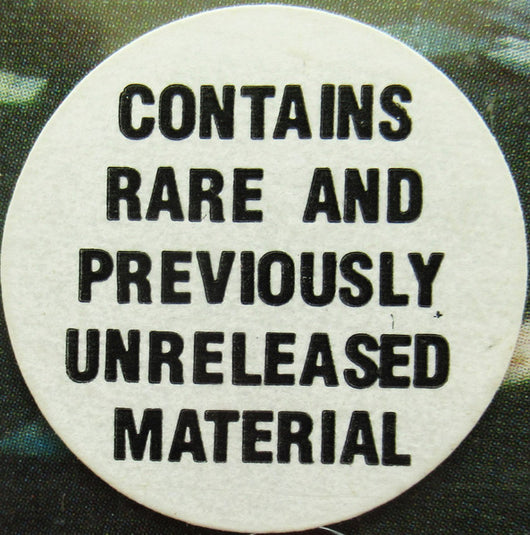 CONTAINS
RARE AND
PREVIOUSLY
UNRELEASED
MATERIAL